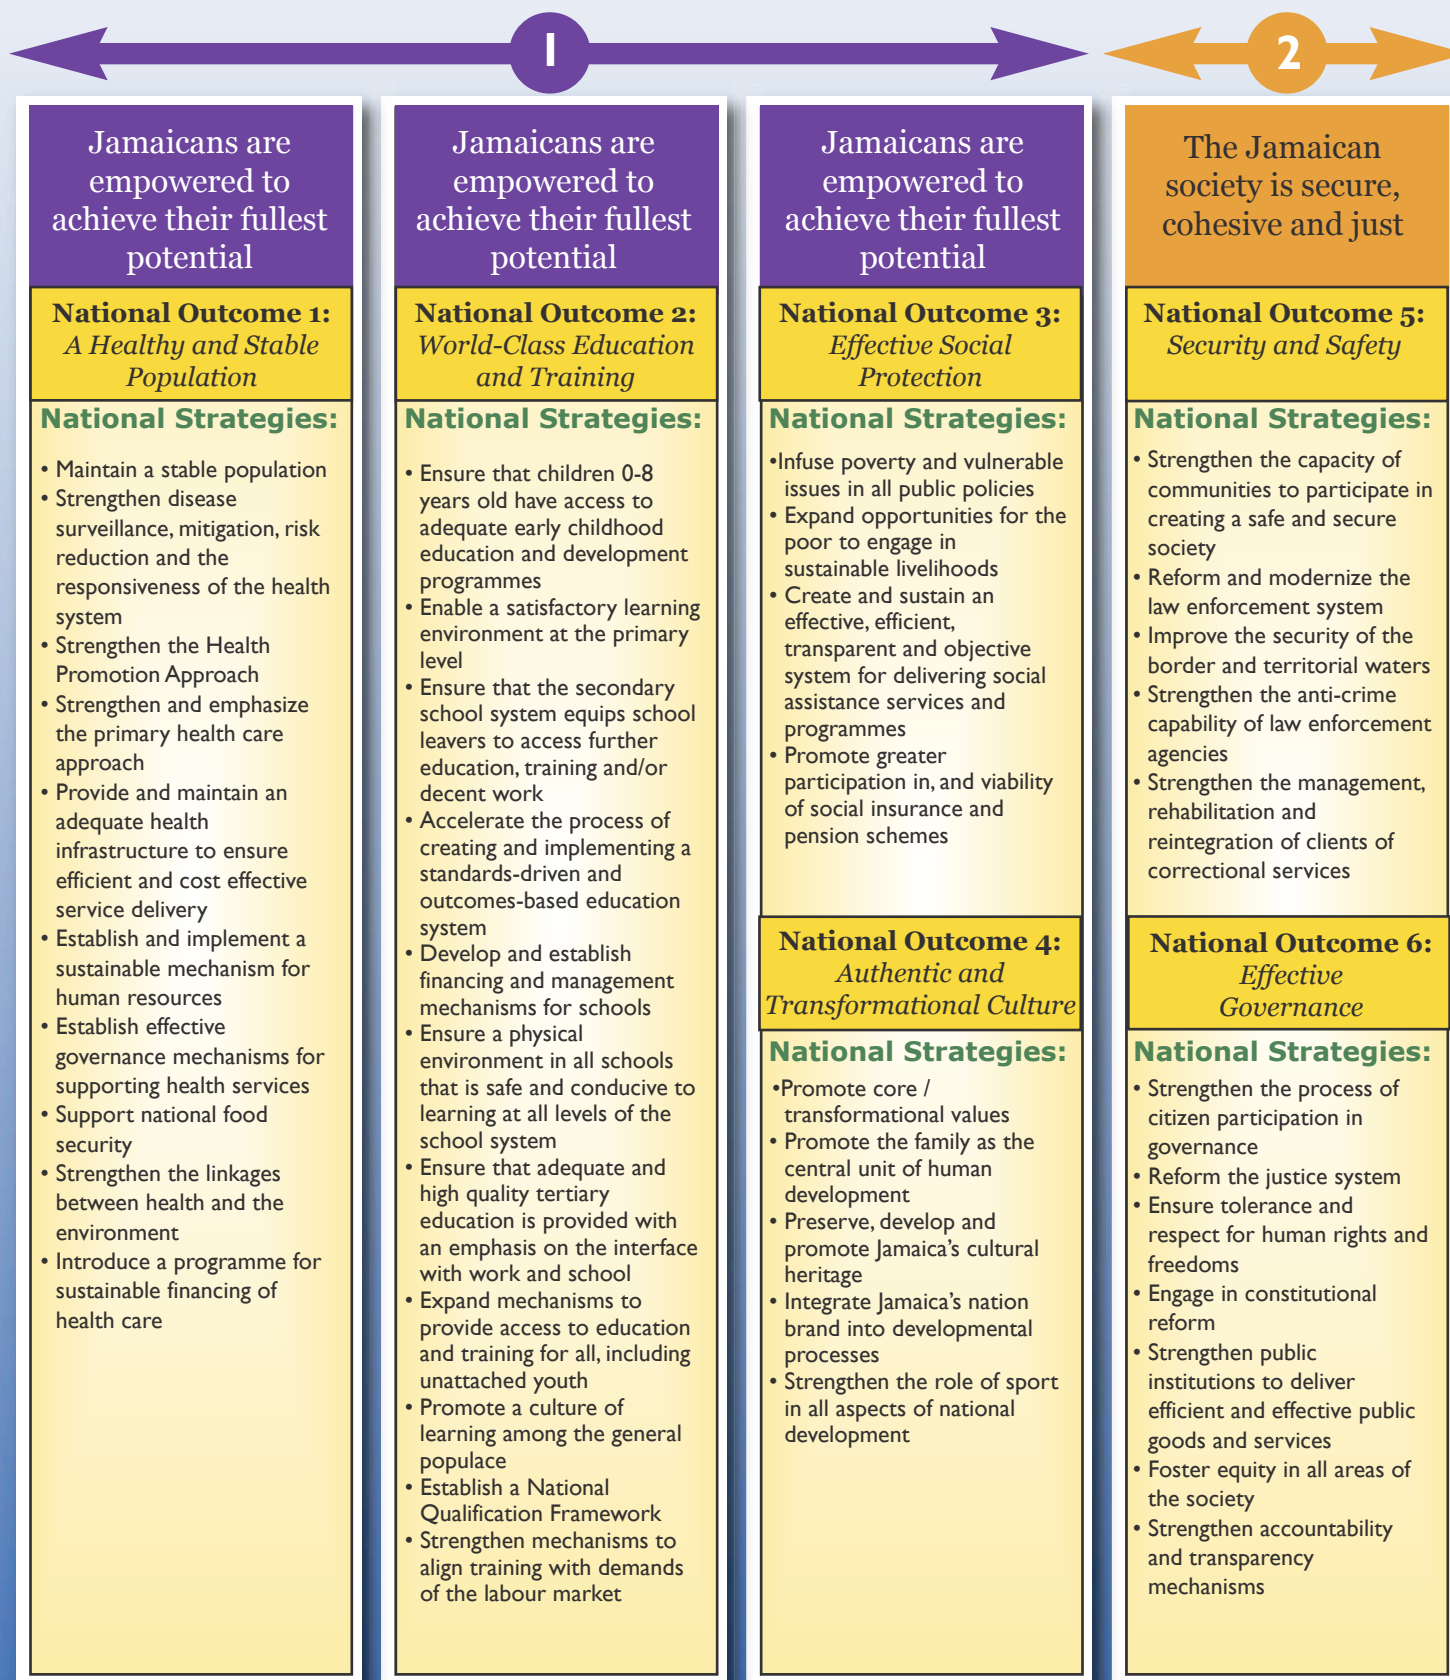 1
2
Jamaicans are
empowered to
achieve their fullest
potential
National Outcome 1:
A Healthy and Stable
Population
National Strategies:
• Maintain a stable population
• Strengthen disease
surveillance, mitigation, risk
reduction and the
responsiveness of the health
system
• Strengthen the Health
Promotion Approach
• Strengthen and emphasize
the primary health care
approach
• Provide and maintain an
adequate health
infrastructure to ensure
efficient and cost effective
service delivery
• Establish and implement a
sustainable mechanism for
human resources
• Establish effective
governance mechanisms for
supporting health services
• Support national food
security
• Strengthen the linkages
between health and the
environment
• Introduce a programme for
sustainable financing of
health care
Jamaicans are
empowered to
achieve their fullest
potential
National Outcome 2:
World-Class Education
and Training
National Strategies:
• Ensure that children 0-8
years old have access to
adequate early childhood
education and development
programmes
• Enable a satisfactory learning
environment at the primary
level
• Ensure that the secondary
school system equips school
leavers to access further
education, training and/or
decent work
• Accelerate the process of
creating and implementing a
standards-driven and
outcomes-based education
system
• Develop and establish
financing and management
mechanisms for schools
• Ensure a physical
environment in all schools
that is safe and conducive to
learning at all levels of the
school system
• Ensure that adequate and
high quality tertiary
education is provided with
an emphasis on the interface
with work and school
• Expand mechanisms to
provide access to education
and training for all, including
unattached youth
• Promote a culture of
learning among the general
populace
• Establish a National
Qualification Framework
• Strengthen mechanisms to
align training with demands
of the labour market
Jamaicans are
empowered to
achieve their fullest
potential
National Outcome 3:
Effective Social
Protection
National Strategies:
•Infuse poverty and vulnerable
issues in all public policies
• Expand opportunities for the
poor to engage in
sustainable livelihoods
• Create and sustain an
effective, efficient,
transparent and objective
system for delivering social
assistance services and
programmes
• Promote greater
participation in, and viability
of social insurance and
pension schemes
National Outcome 4:
Authentic and
Transformational Culture
National Strategies:
•Promote core /
transformational values
• Promote the family as the
central unit of human
development
• Preserve, develop and
promote Jamaica’s cultural
heritage
• Integrate Jamaica’s nation
brand into developmental
processes
• Strengthen the role of sport
in all aspects of national
development
The Jamaican
society is secure,
cohesive and just
National Outcome 5:
Security and Safety
National Strategies:
• Strengthen the capacity of
communities to participate in
creating a safe and secure
society
• Reform and modernize the
law enforcement system
• Improve the security of the
border and territorial waters
• Strengthen the anti-crime
capability of law enforcement
agencies
• Strengthen the management,
rehabilitation and
reintegration of clients of
correctional services
National Outcome 6:
Effective
Governance
National Strategies:
• Strengthen the process of
citizen participation in
governance
• Reform the justice system
• Ensure tolerance and
respect for human rights and
freedoms
• Engage in constitutional
reform
• Strengthen public
institutions to deliver
efficient and effective public
goods and services
• Foster equity in all areas of
the society
• Strengthen accountability
and transparency
mechanisms